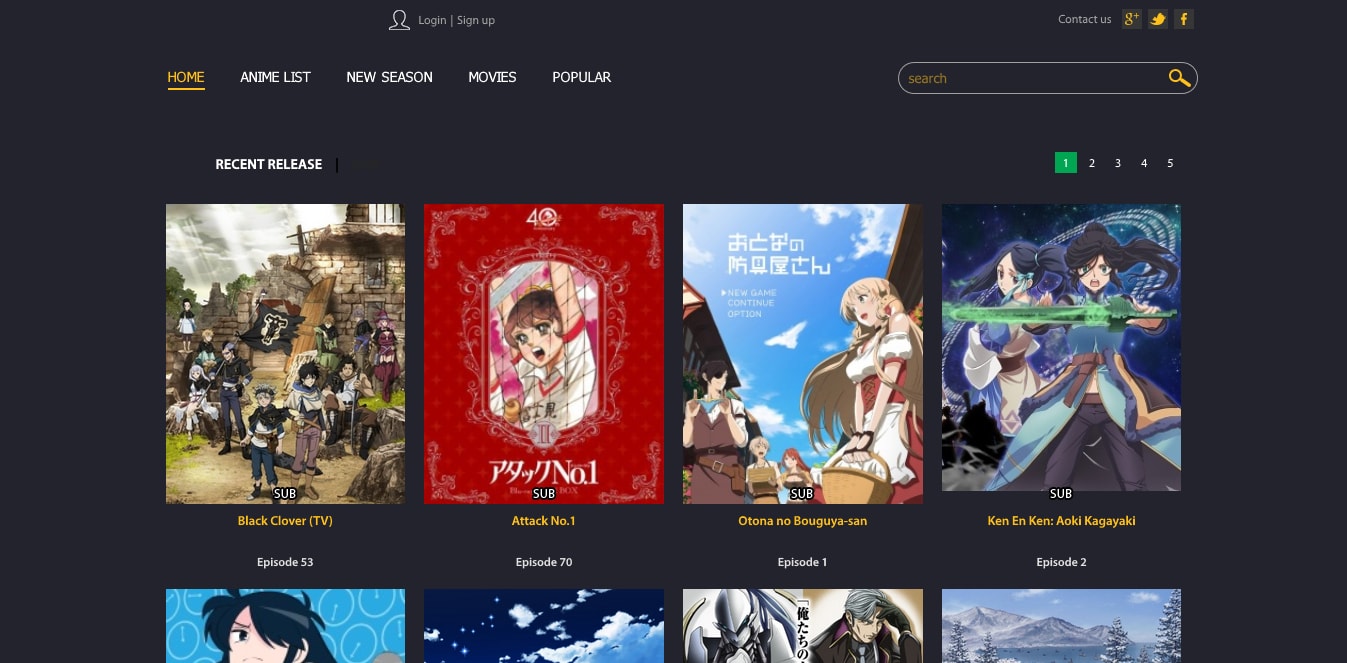 Login | Sign up
Contact us
HOME ANIME LIST NEW SEASON MOVIES POPULAR
search
RECENT RELEASE
1 2 3 4 5
40
アタックNo.1
SUB
おとなの
防具屋さん
NEW GAME
CONTINUE
OPTION
SUB
SUB
SUB
Black Clover (TV)
Attack No.1
Otona no Bouguya-san
Ken En Ken: Aoki Kagayaki
Episode 53
Episode 70
Episode 1
Episode 2
「俺たちの